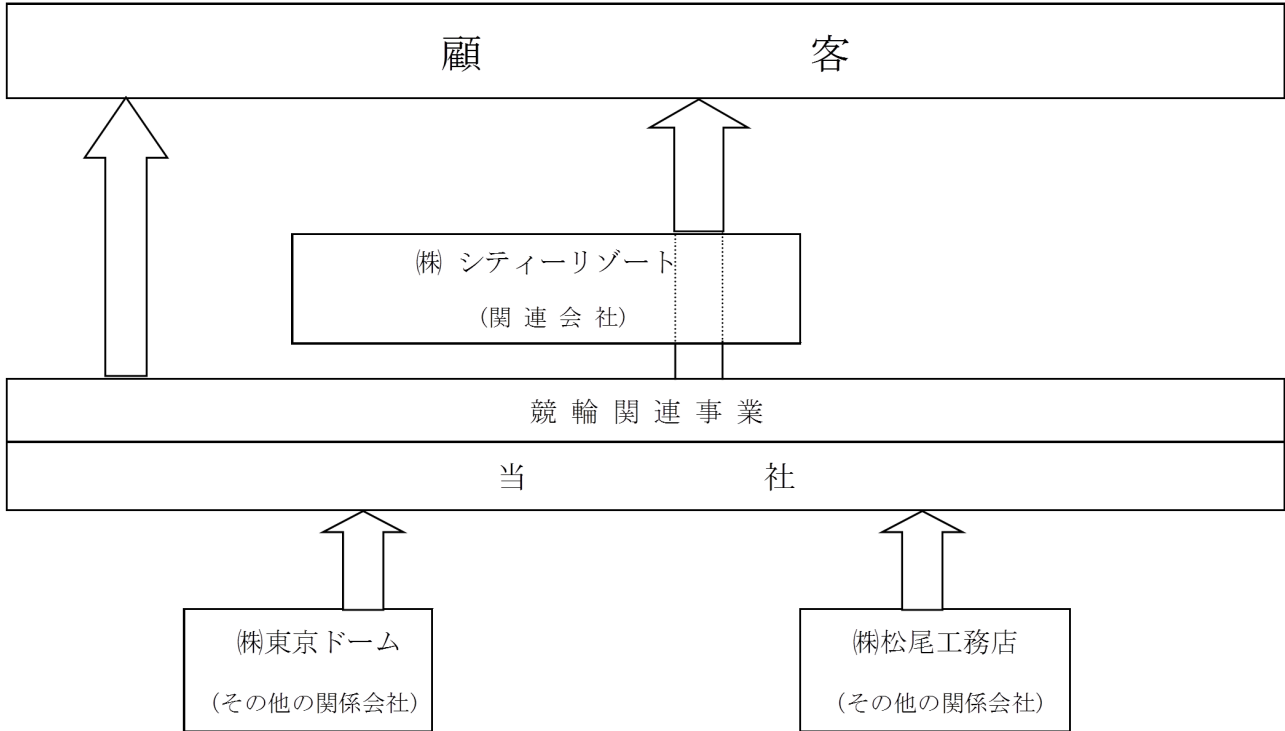 顧 客
㈱ シティーリゾート
(関 連 会 社)
競 輪 関 連 事 業
当 社
㈱東京ドーム
(その他の関係会社)
㈱松尾工務店
(その他の関係会社)